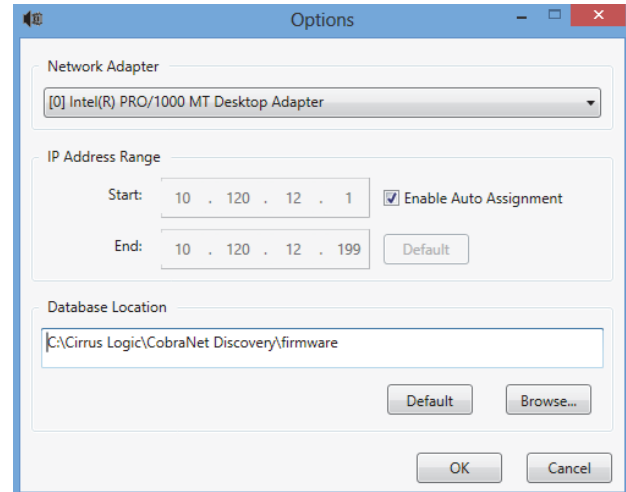 Options
Network Adapter
[0] Intel(R) PRO/1000 MT Desktop Adapter
IP Address Range
Start: 10 . 120 . 12 . 1 Enable Auto Assignment
End: 10 . 120 . 12 . 199 Default
Database Location
C:\Cirrus Logic\CobraNet Discovery\firmware
Default Browse...
OK Cancel